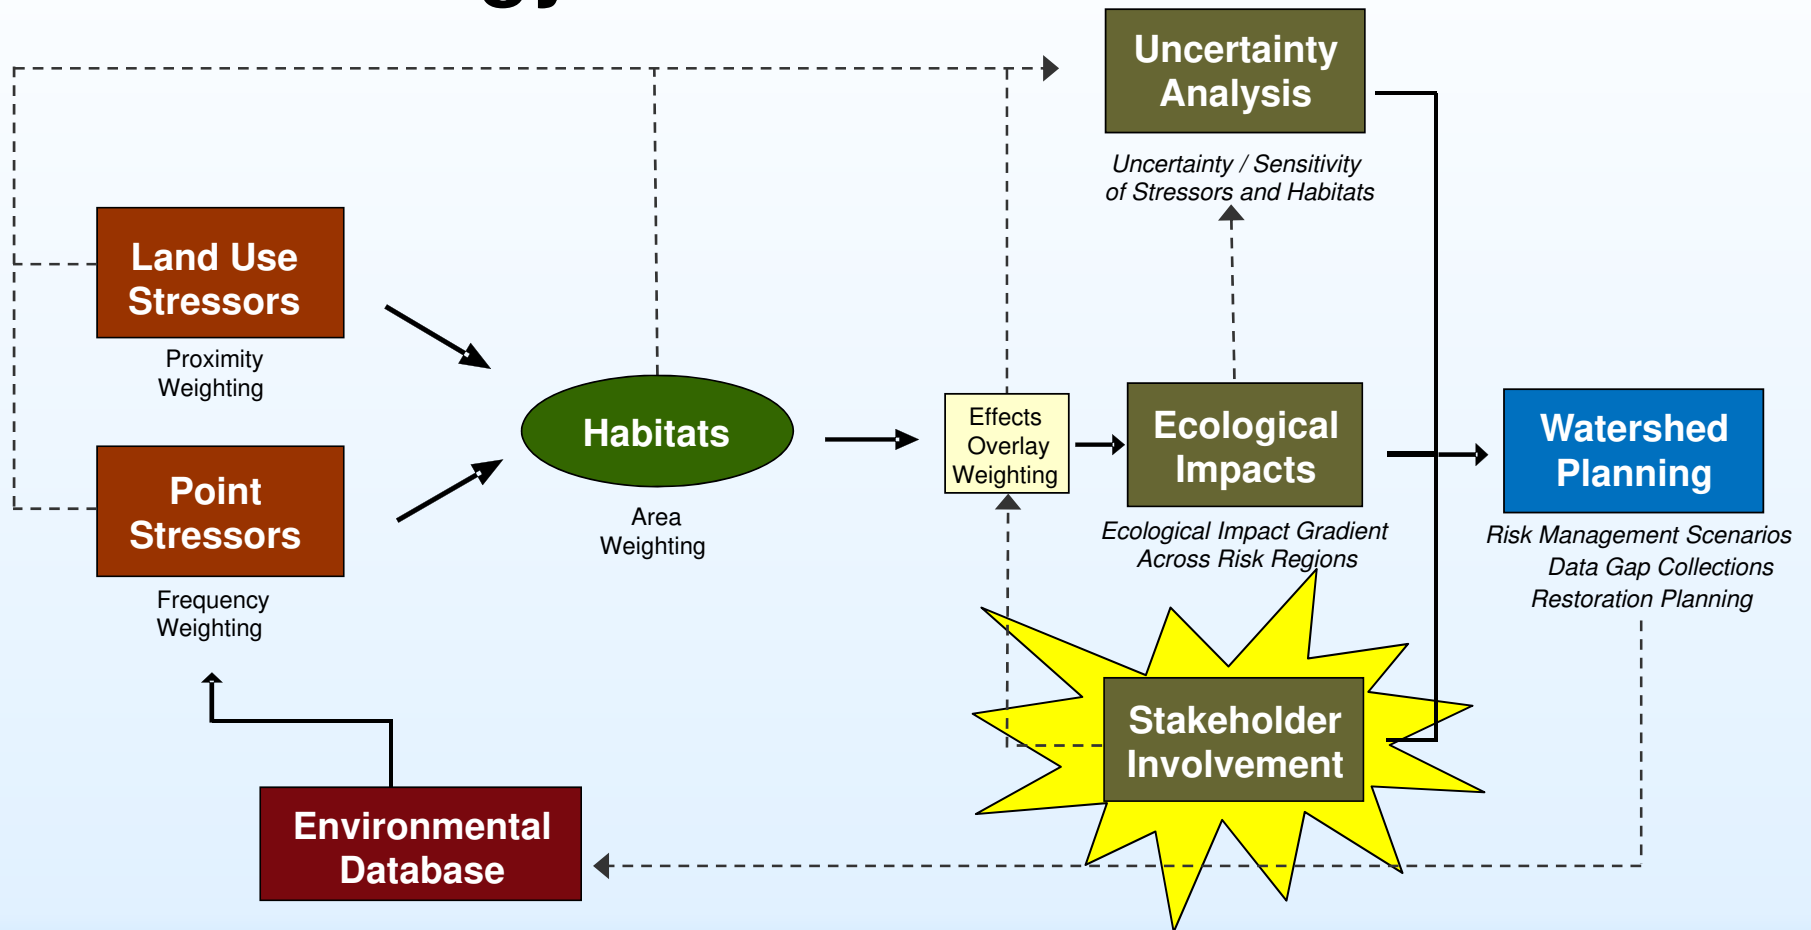 Uncertainty
Analysis
Uncertainty / Sensitivity
of Stressors and Habitats
Land Use
Stressors
Proximity
Weighting
Point
Stressors
Frequency
Weighting
Habitats
Area
Weighting
Effects
Overlay
Weighting
Ecological
Impacts
Ecological Impact Gradient
Across Risk Regions
Watershed
Planning
Risk Management Scenarios
Data Gap Collections
Restoration Planning
Stakeholder
Involvement
Environmental
Database